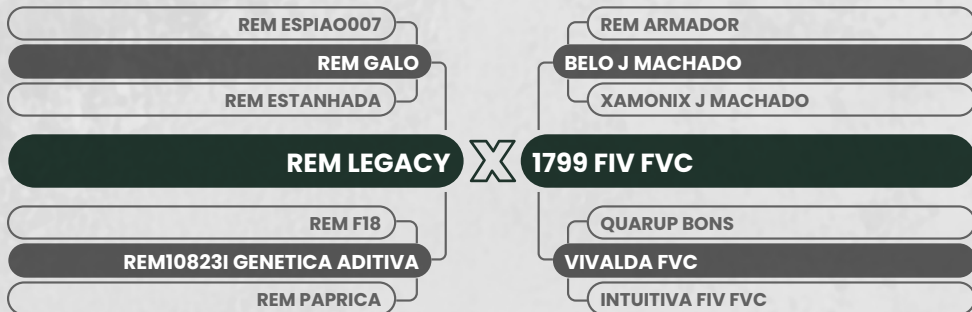 REM ESPIAO007
REM GALO
REM ESTANHADA
REM LEGACY
REM F18
REM10823I GENETICA ADITIVA
REM PAPRICA
X
REM ARMADOR
BELO J MACHADO
XAMONIX J MACHADO
1799 FIV FVC
QUARUP BONS
VIVALDA FVC
INTUITIVA FIV FVC